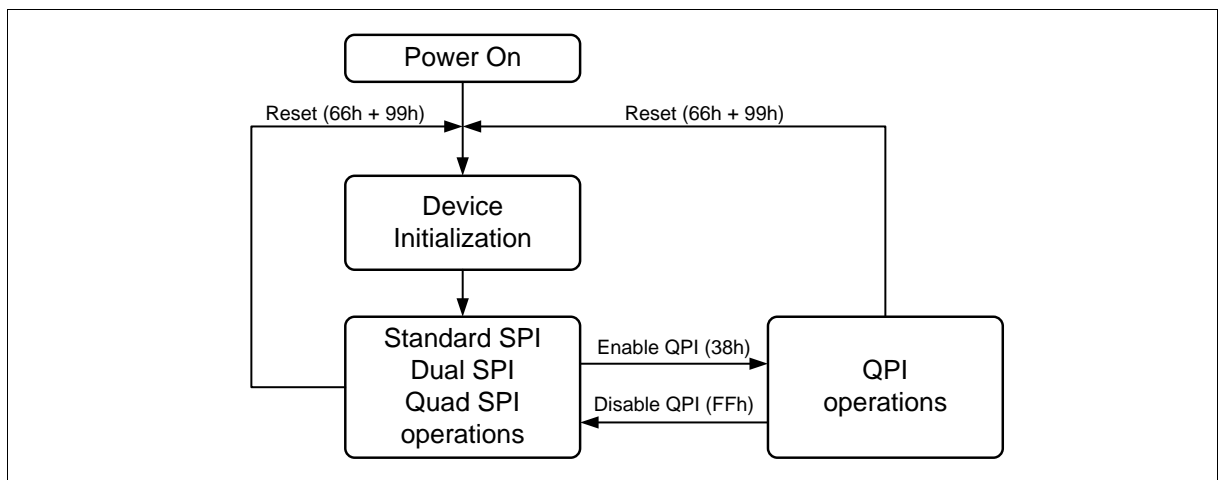 Power On
Reset (66h + 99h)
Reset (66h + 99h)
Device
Initialization
Standard SPI
Dual SPI
Quad SPI
operations
Enable QPI (38h)
Disable QPI (FFh)
QPI
operations